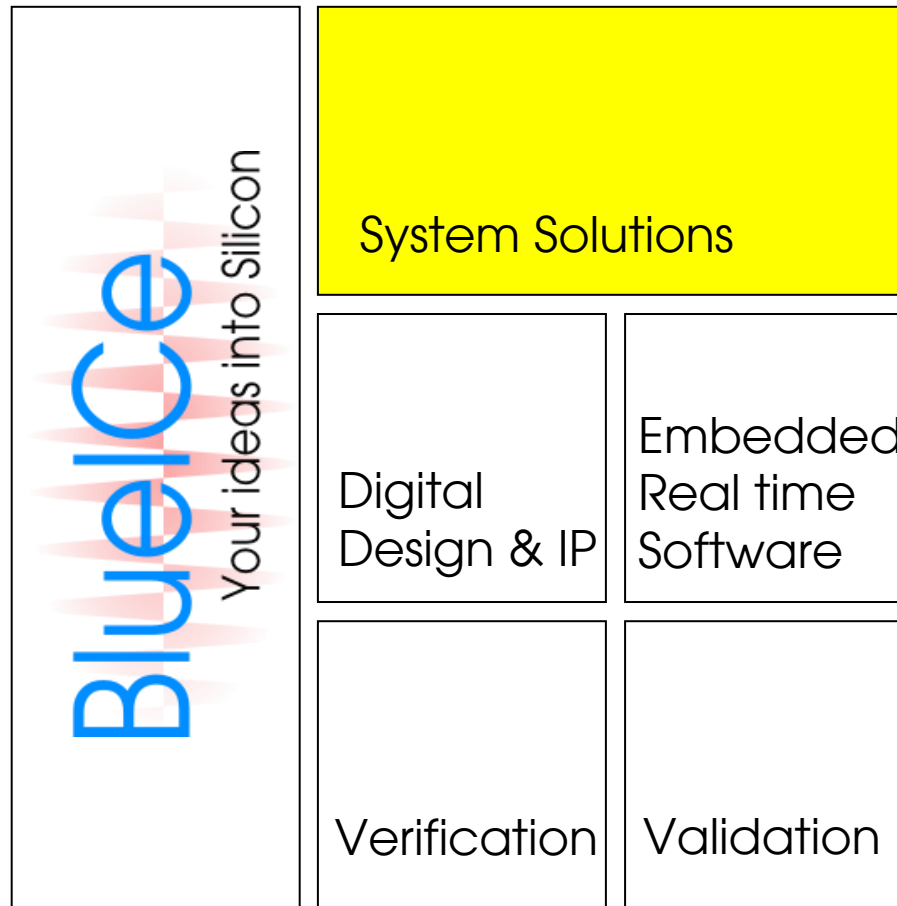 BlueICe
Your ideas into Silicon
System Solutions
Digital
Design & IP
Embedded
Real time
Software
Verification
Validation